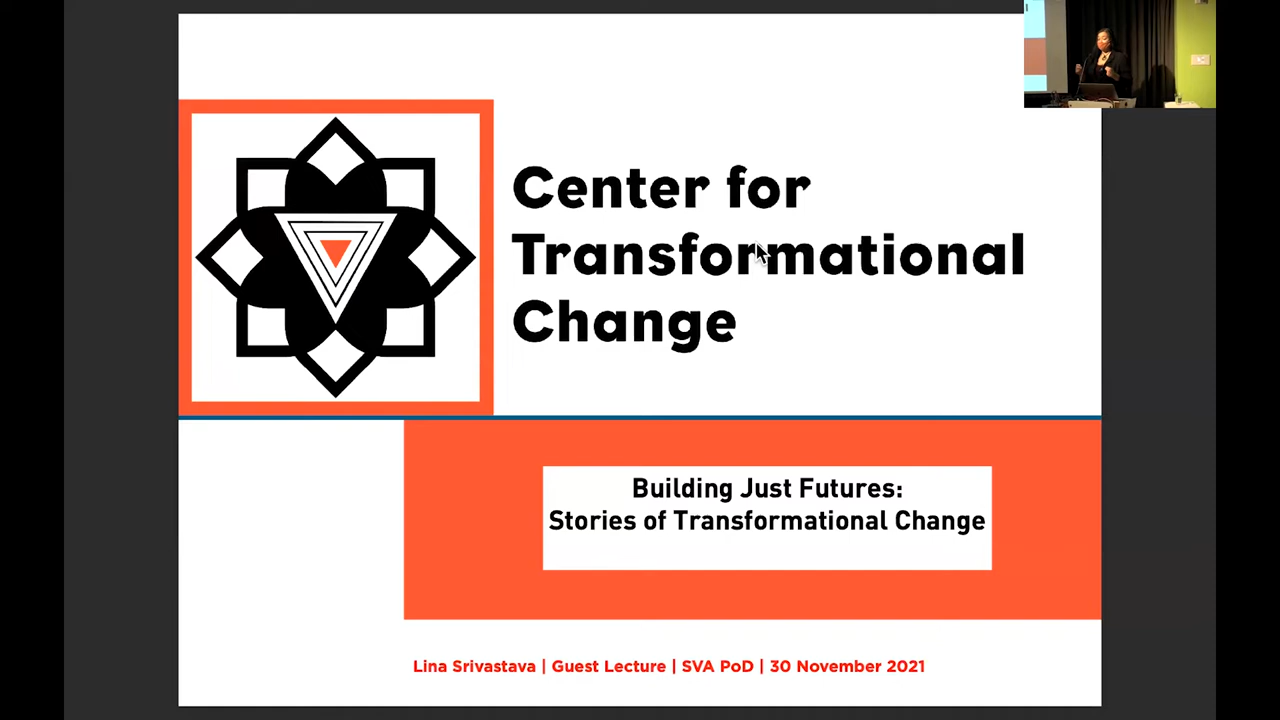 Center for
Transformational
Change
Building Just Futures:
Stories of Transformational Change
Lina Srivastava | Guest Lecture | SVA PoD | 30 November 2021